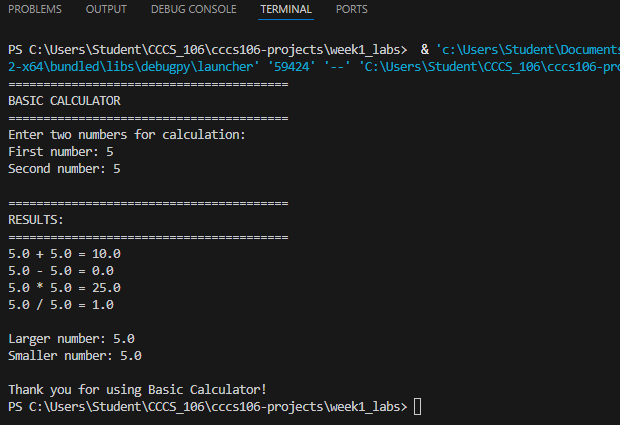 PROBLEMS OUTPUT DEBUG CONSOLE TERMINAL PORTS
PS C:\Users\Student\CCCS_106\cccs106-projects\week1_labs>  & 'c:\Users\Student\Documents
2-x64\bundled\libs\debugpy\launcher' '59424' '--' 'C:\Users\Student\CCCS_106\cccs106-pro
========================================
BASIC CALCULATOR
========================================
Enter two numbers for calculation:
First number: 5
Second number: 5
========================================
RESULTS:
========================================
5.0 + 5.0 = 10.0
5.0 - 5.0 = 0.0
5.0 * 5.0 = 25.0
5.0 / 5.0 = 1.0
Larger number: 5.0
Smaller number: 5.0
Thank you for using Basic Calculator!
PS C:\Users\Student\CCCS_106\cccs106-projects\week1_labs>